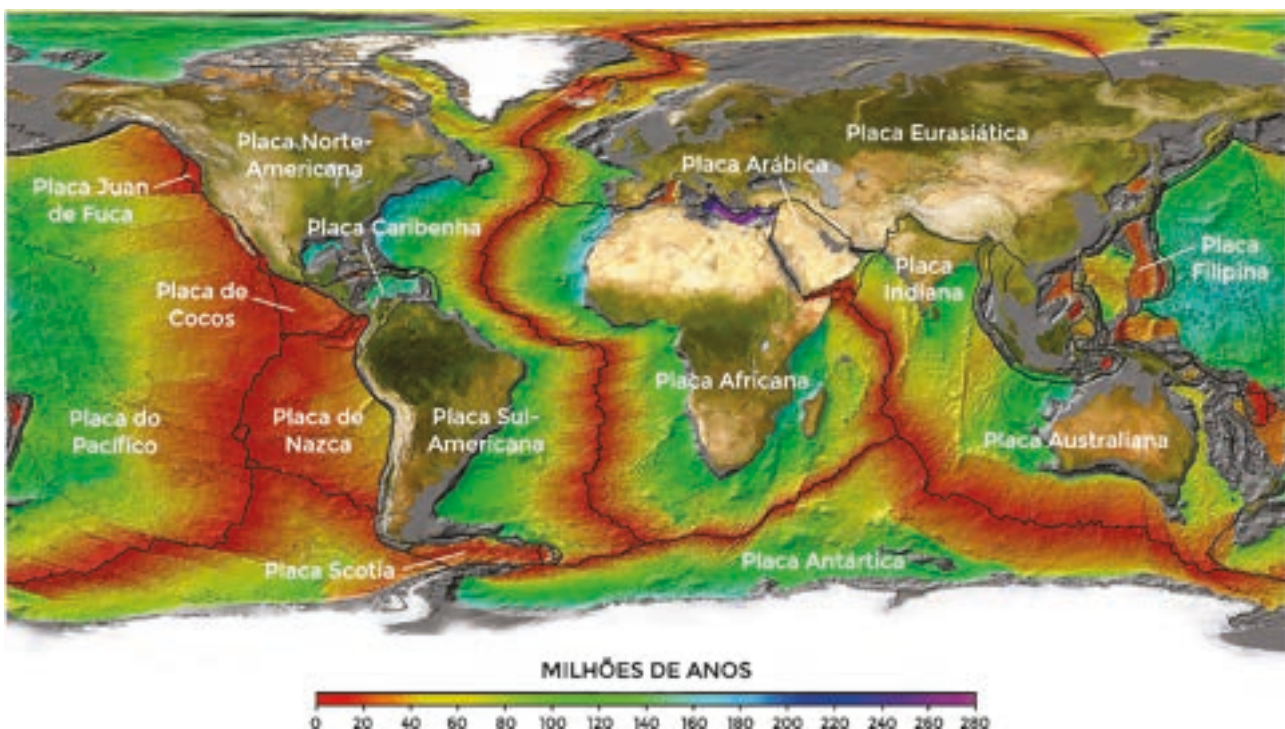 Placa Norte-
Americana
Placa Eurasiática
Placa Arábica
Placa Juan
de Fuca
Placa Caribenha
Placa
Filipina
Placa
Indiana
Placa de
Cocos
Placa Africana
Placa do
Pacífico
Placa de
Nazca
Placa Sul-
Americana
Placa Australiana
Placa Scotia
Placa Antártica
MILHÕES DE ANOS
0 20 40 60 80 100 120 140 160 180 200 220 240 260 280